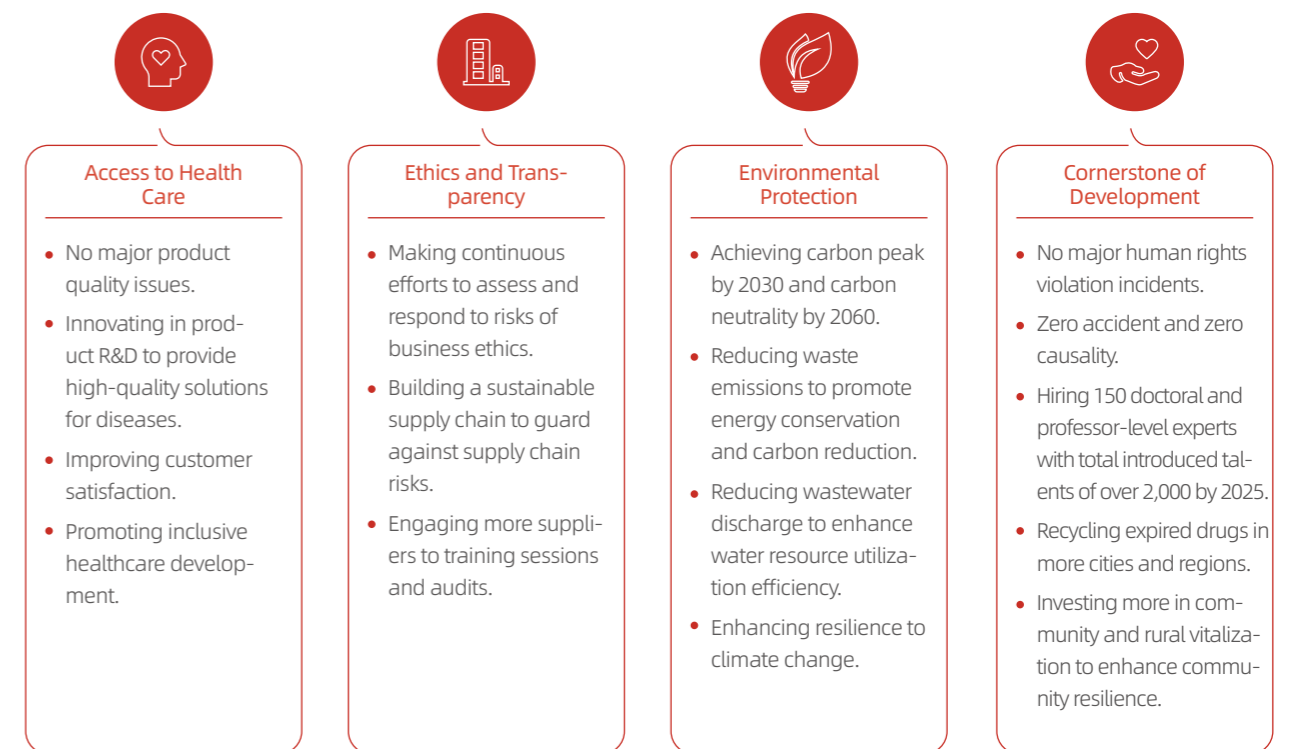 Access to Health
Care
No major product
quality issues.
Innovating in prod-
uct R&D to provide
high-quality solutions
for diseases.
Improving customer
satisfaction.
Promoting inclusive
healthcare develop-
ment.
Ethics and Trans-
parency
Making continuous
efforts to assess and
respond to risks of
business ethics.
Building a sustainable
supply chain to guard
against supply chain
risks.
Engaging more suppli-
ers to training sessions
and audits.
Environmental
Protection
Achieving carbon peak
by 2030 and carbon
neutrality by 2060.
Reducing waste
emissions to promote
energy conservation
and carbon reduction.
Reducing wastewater
discharge to enhance
water resource utiliza-
tion efficiency.
Enhancing resilience to
climate change.
Cornerstone of
Development
No major human rights
violation incidents.
Zero accident and zero
causality.
Hiring 150 doctoral and
professor-level experts
with total introduced tal-
ents of over 2,000 by 2025.
Recycling expired drugs in
more cities and regions.
Investing more in com-
munity and rural vitaliza-
tion to enhance commu-
nity resilience.